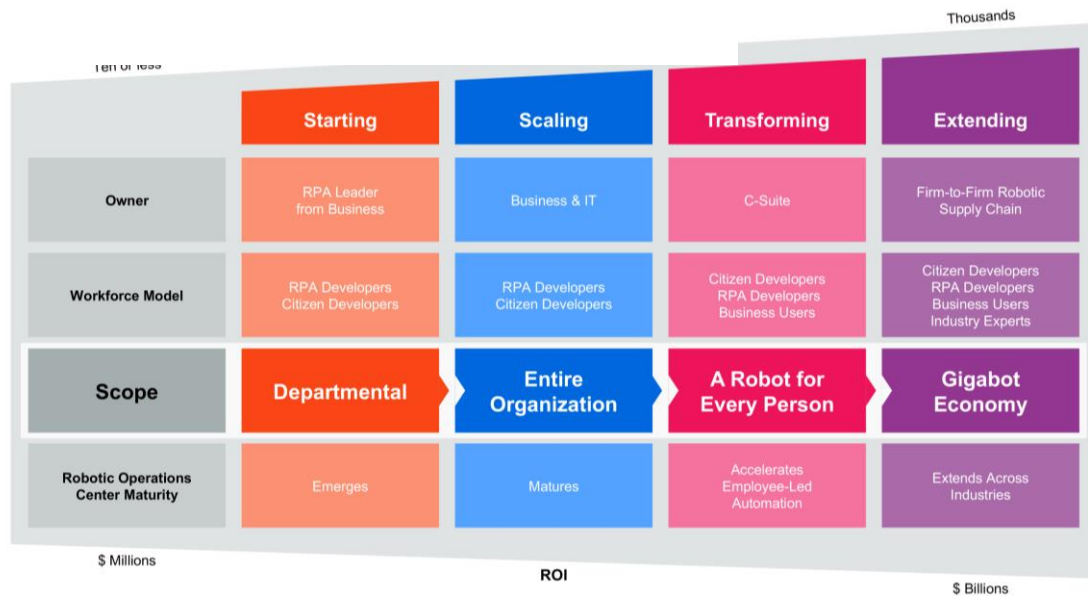 Thousands
Ten or less
Starting
Scaling
Transforming
Extending
Owner
RPA Leader
from Business
Business & IT
C-Suite
Firm-to-Firm Robotic
Supply Chain
Workforce Model
RPA Developers
Citizen Developers
RPA Developers
Citizen Developers
Citizen Developers
RPA Developers
Business Users
Citizen Developers
RPA Developers
Business Users
Industry Experts
Scope
Departmental
Entire
Organization
A Robot for
Every Person
Gigabot
Economy
Robotic Operations
Center Maturity
Emerges
Matures
Accelerates
Employee-Led
Automation
Extends Across
Industries
$ Millions
ROI
$ Billions